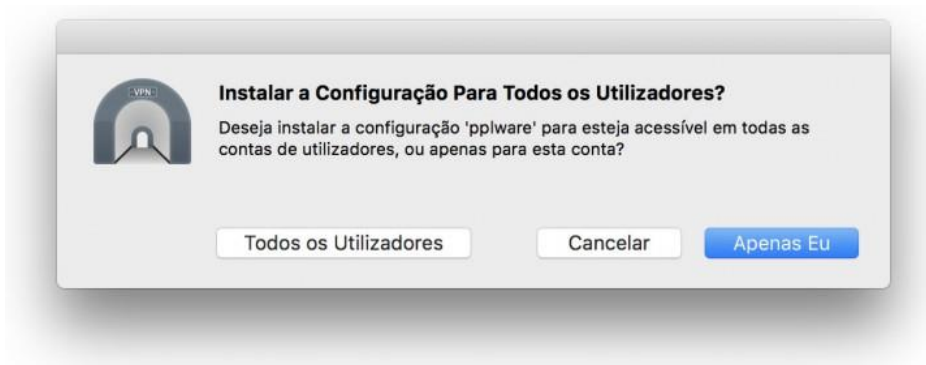 VPN
Instalar a Configuração Para Todos os Utilizadores?
Deseja instalar a configuração 'pplware' para esteja acessível em todas as
contas de utilizadores, ou apenas para esta conta?
Todos os Utilizadores
Cancelar
Apenas Eu